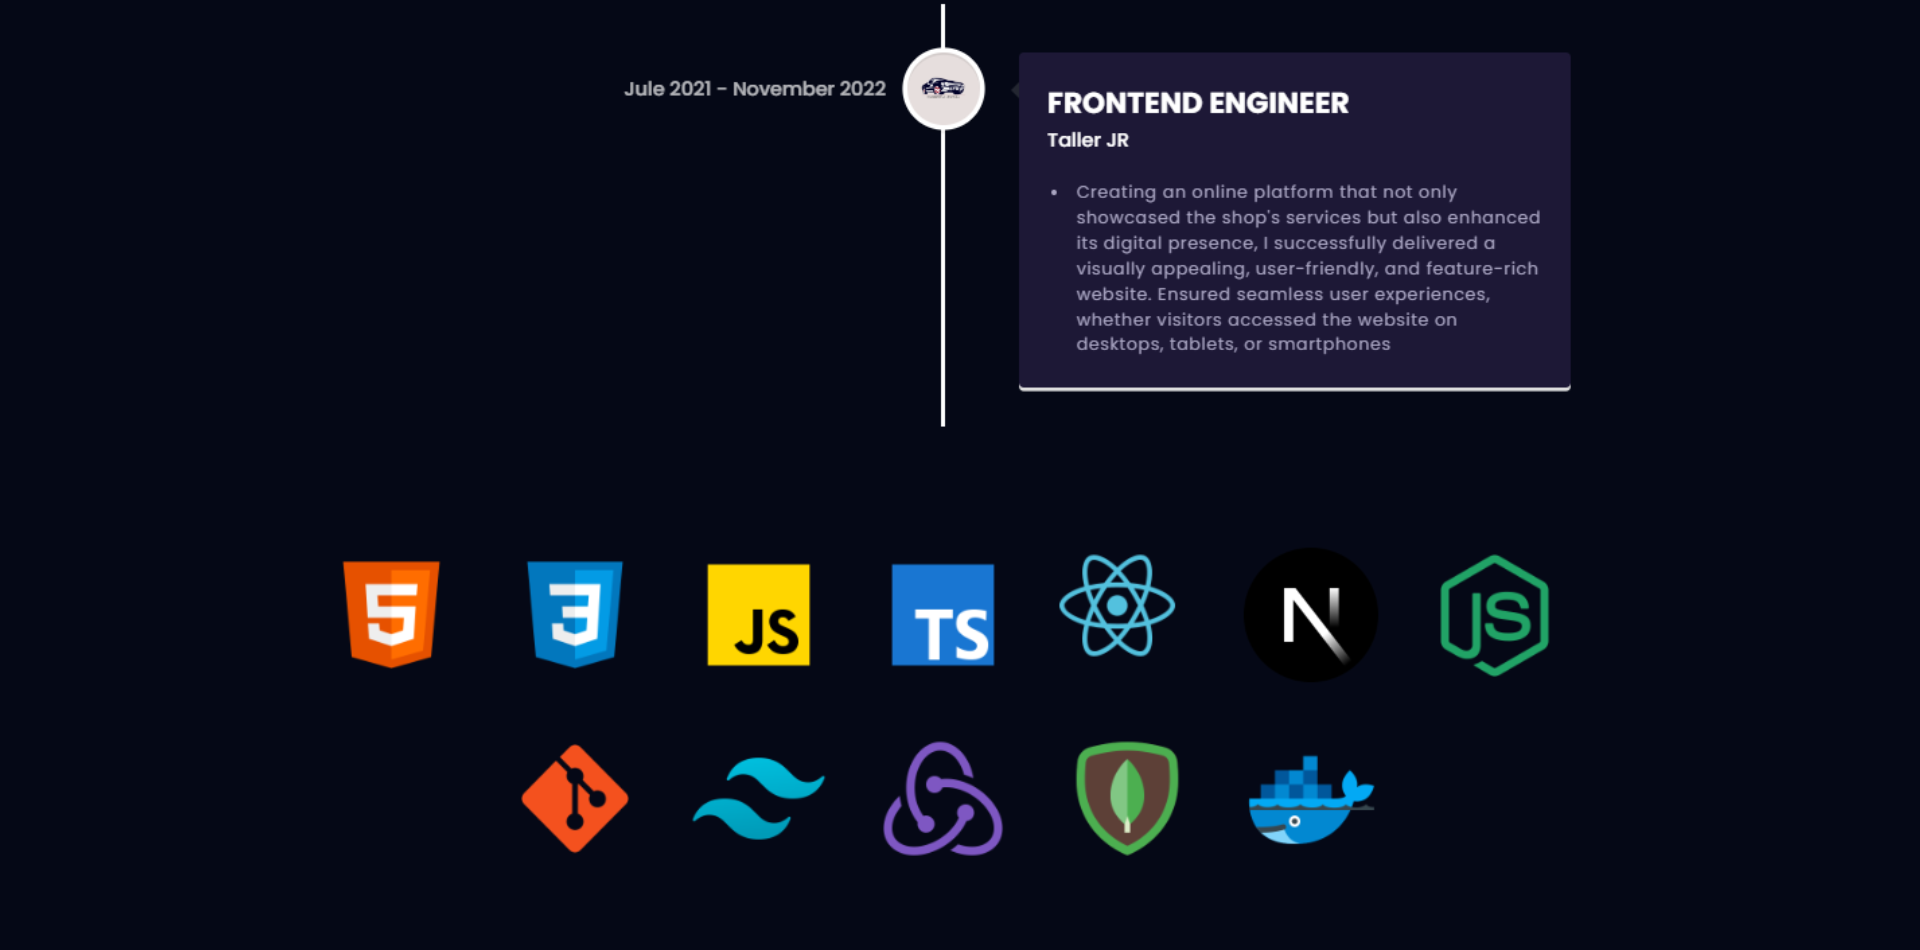 Jule 2021 - November 2022
FRONTEND ENGINEER
Taller JR
• Creating an online platform that not only
showcased the shop's services but also enhanced
its digital presence, I successfully delivered a
visually appealing, user-friendly, and feature-rich
website. Ensured seamless user experiences,
whether visitors accessed the website on
desktops, tablets, or smartphones
5
3
JS
TS
N
JS